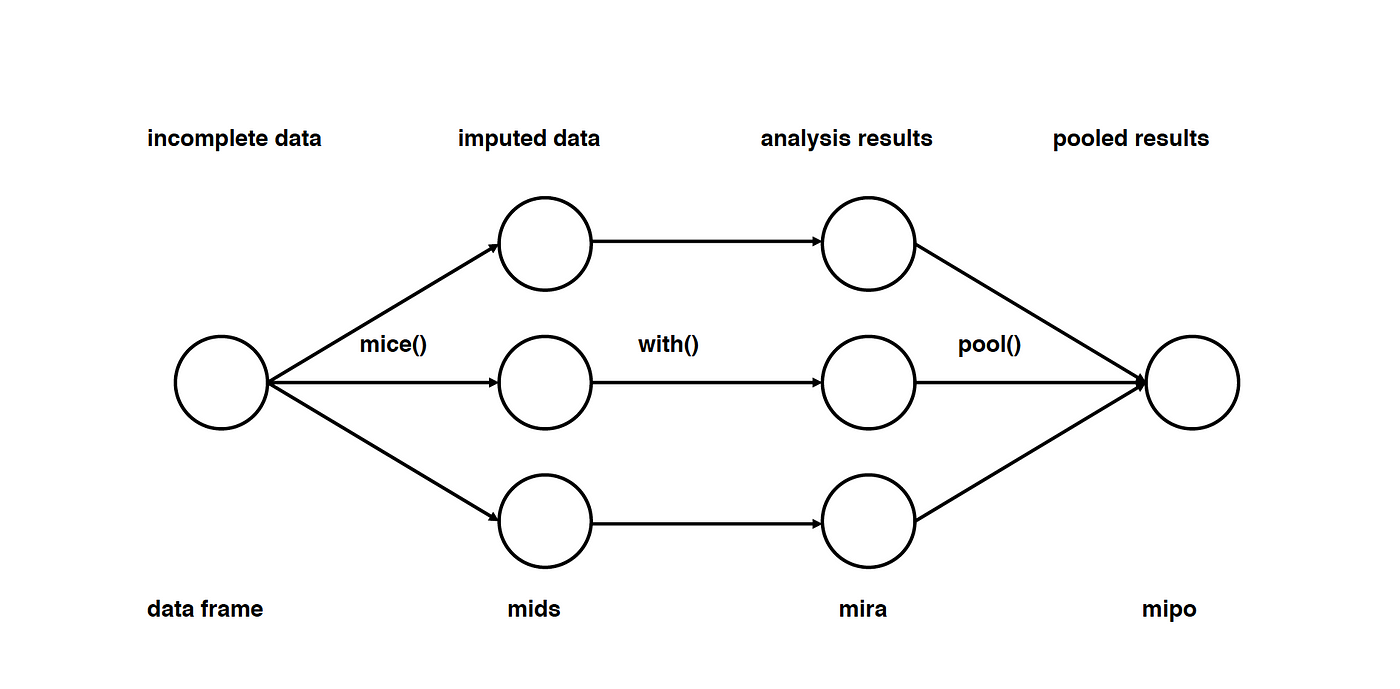 incomplete data
imputed data
analysis results
pooled results
mice()
with()
pool()
data frame
mids
mira
mipo